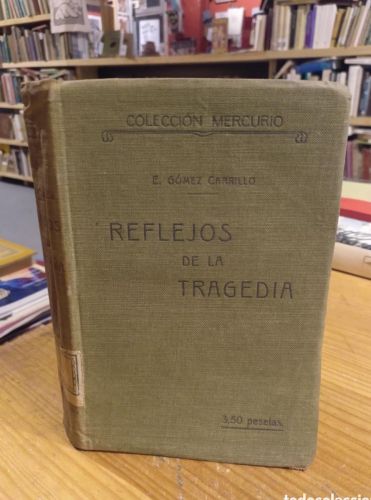 COLECCIÓN MERCURIO
E. GÓMEZ CARRILLO
REFLEJOS
DE LA
TRAGEDIA
3,50 pesetas.